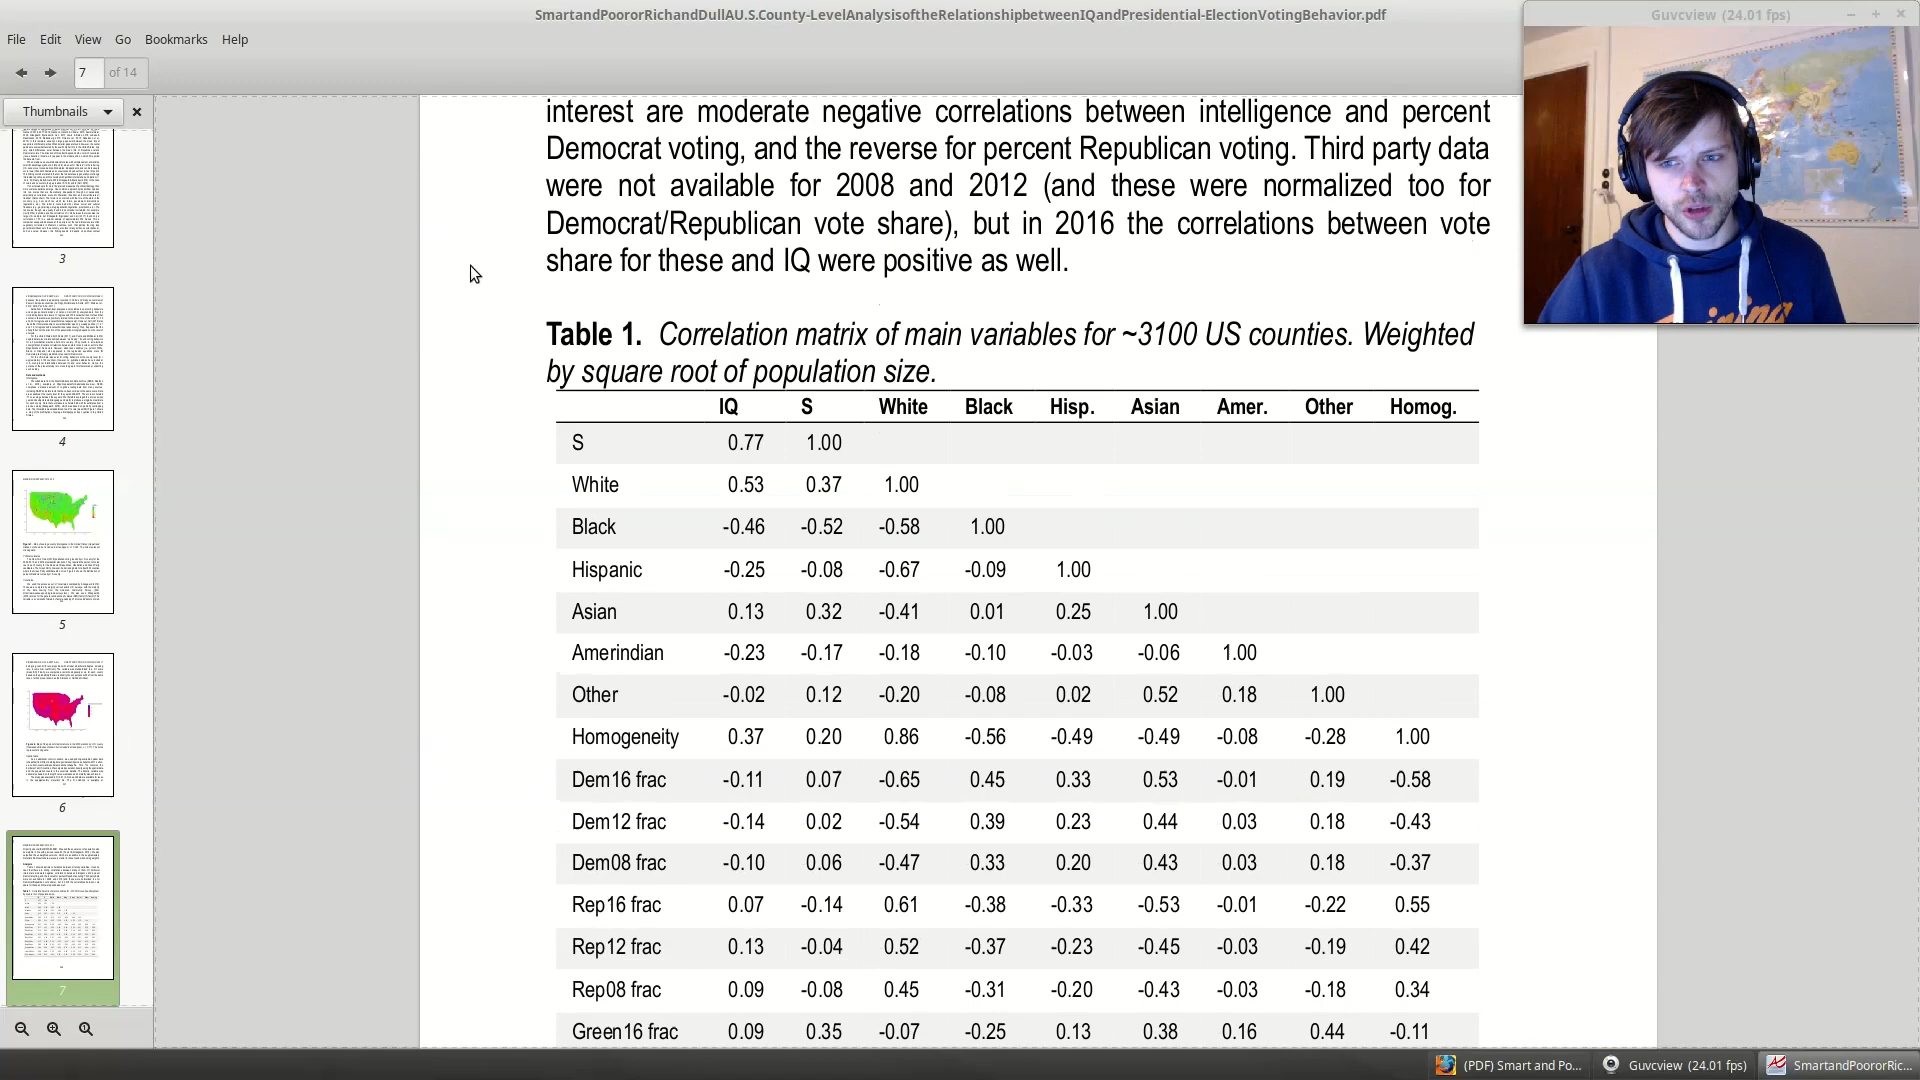 SmartandPoororRichandDullAU.S.County-LevelAnalysisoftheRelationshipbetweenIQandPresidential-ElectionVotingBehavior.pdf
Guvcview (24.01 fps)
File Edit View Go Bookmarks Help
7 of 14
Thumbnails
3
4
5
6
7
interest are moderate negative correlations between intelligence and percent
Democrat voting, and the reverse for percent Republican voting. Third party data
were not available for 2008 and 2012 (and these were normalized too for
Democrat/Republican vote share), but in 2016 the correlations between vote
share for these and IQ were positive as well.
Table 1. Correlation matrix of main variables for ~3100 US counties. Weighted
by square root of population size.
IQ S White Black Hisp. Asian Amer. Other Homog.
S 0.77 1.00
White 0.53 0.37 1.00
Black -0.46 -0.52 -0.58 1.00
Hispanic -0.25 -0.08 -0.67 -0.09 1.00
Asian 0.13 0.32 -0.41 0.01 0.25 1.00
Amerindian -0.23 -0.17 -0.18 -0.10 -0.03 -0.06 1.00
Other -0.02 0.12 -0.20 -0.08 0.02 0.52 0.18 1.00
Homogeneity 0.37 0.20 0.86 -0.56 -0.49 -0.49 -0.08 -0.28 1.00
Dem16 frac -0.11 0.07 -0.65 0.45 0.33 0.53 -0.01 0.19 -0.58
Dem12 frac -0.14 0.02 -0.54 0.39 0.23 0.44 0.03 0.18 -0.43
Dem08 frac -0.10 0.06 -0.47 0.33 0.20 0.43 0.03 0.18 -0.37
Rep16 frac 0.07 -0.14 0.61 -0.38 -0.33 -0.53 -0.01 -0.22 0.55
Rep12 frac 0.13 -0.04 0.52 -0.37 -0.23 -0.45 -0.03 -0.19 0.42
Rep08 frac 0.09 -0.08 0.45 -0.31 -0.20 -0.43 -0.03 -0.18 0.34
Green16 frac 0.09 0.35 -0.07 -0.25 0.13 0.38 0.16 0.44 -0.11
(PDF) Smart and Po...
Guvcview (24.01 fps)
SmartandPoororRic...